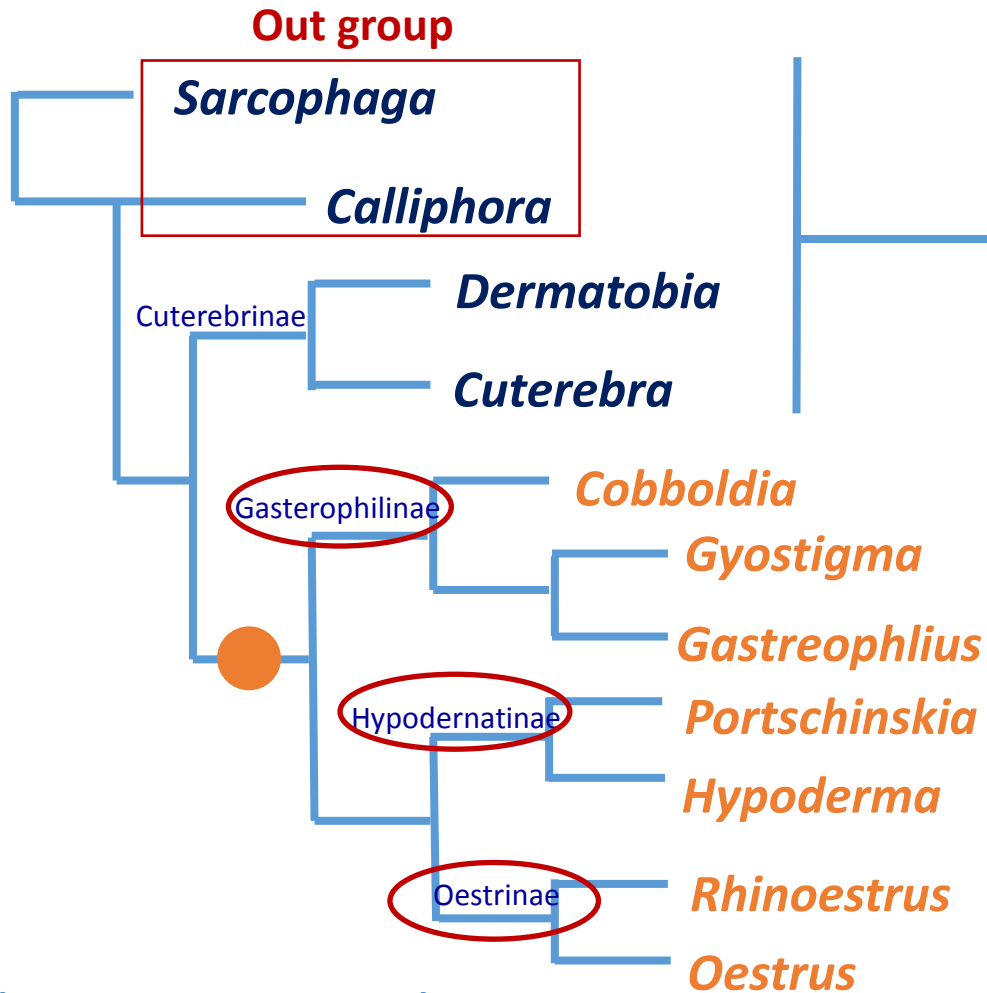 Out group
Sarcophaga
Calliphora
Dermatobia
Cuterebrinae
Cuterebra
Cobboldia
Gasterophilinae
Gyostigma
Gastreophlius
Portschinskia
Hypodernatinae
Hypoderma
Rhinoestrus
Oestrinae
Oestrus